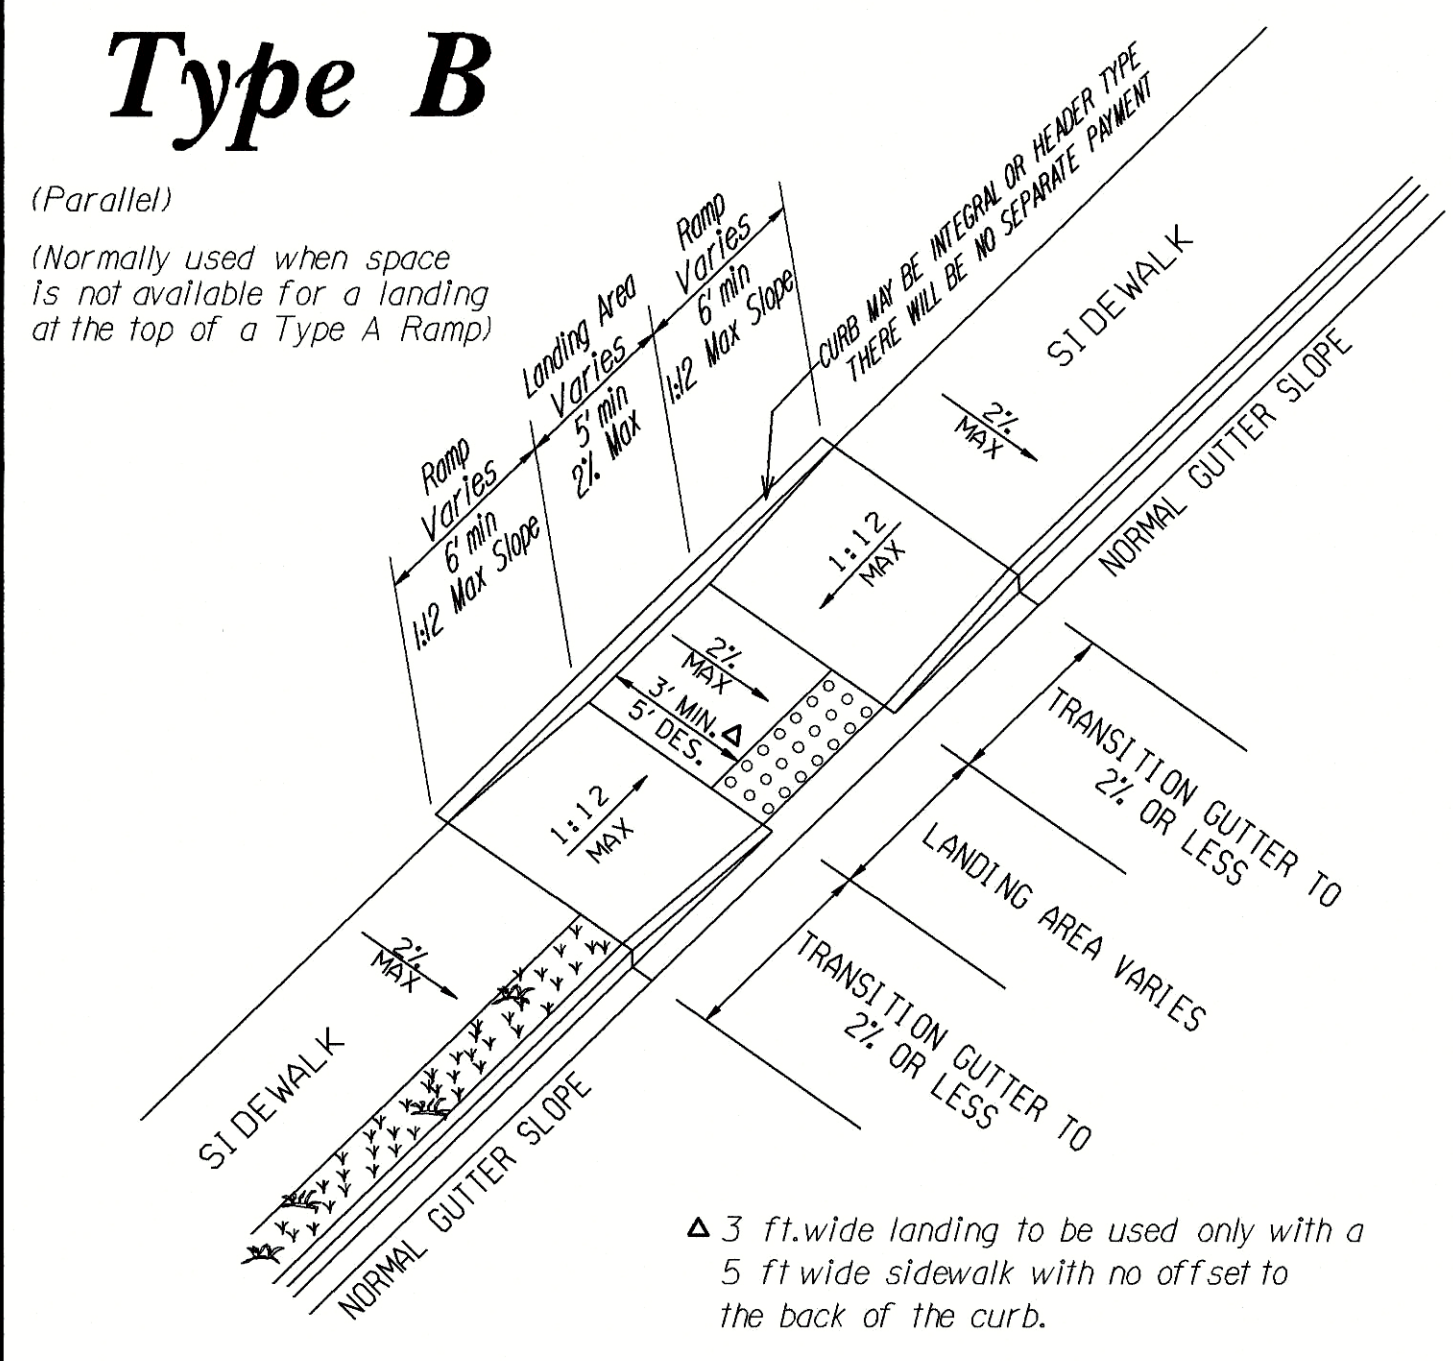 Type B
(Parallel)
(Normally used when space
is not available for a landing
at the top of a Type A Ramp)
Ramp
Varies
6' min
1:12 Max Slope
Landing Area
Varies
5' min
2% Max
Ramp
Varies
6' min
1:12 Max Slope
CURB MAY BE INTEGRAL OR HEADER TYPE
THERE WILL BE NO SEPARATE PAYMENT
SIDEWALK
2%
MAX
NORMAL GUTTER SLOPE
1:12
MAX
2%
MAX
3' MIN. Δ
5' DES.
1:12
MAX
TRANSITION GUTTER TO
2% OR LESS
LANDING AREA VARIES
TRANSITION GUTTER TO
2% OR LESS
2%
MAX
SIDEWALK
NORMAL GUTTER SLOPE
Δ 3 ft.wide landing to be used only with a
5 ft wide sidewalk with no offset to
the back of the curb.